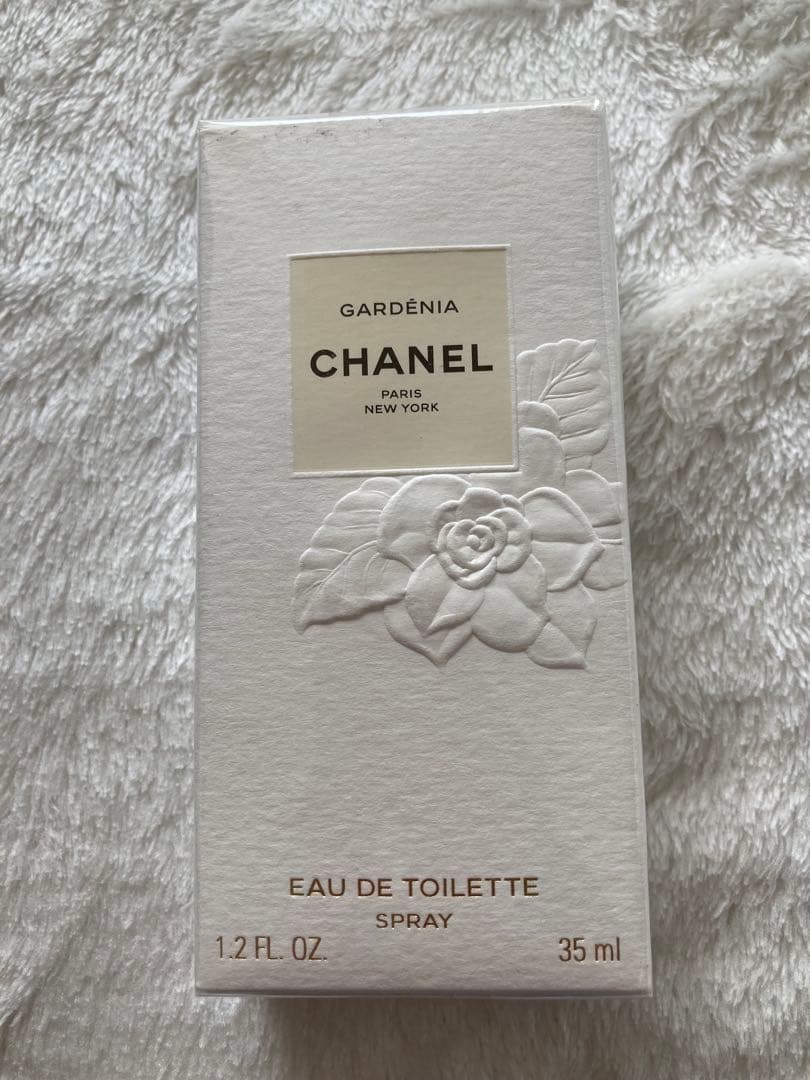 GARDÉNIA
CHANEL
PARIS
NEW YORK
EAU DE TOILETTE
SPRAY
1.2 FL. OZ.
35 ml